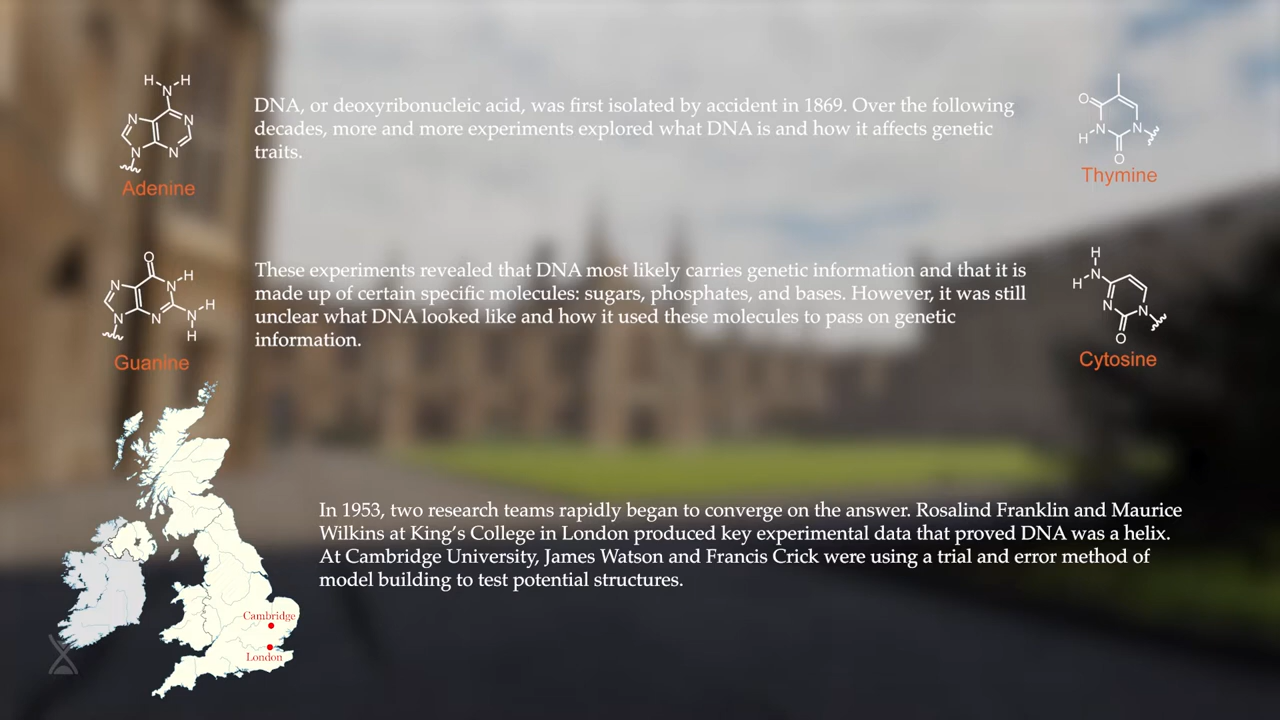 DNA, or deoxyribonucleic acid, was first isolated by accident in 1869. Over the following
decades, more and more experiments explored what DNA is and how it affects genetic
traits.
H H
N
N N
N N
Adenine
O
O N N
H
O
Thymine
These experiments revealed that DNA most likely carries genetic information and that it is
made up of certain specific molecules: sugars, phosphates, and bases. However, it was still
unclear what DNA looked like and how it used these molecules to pass on genetic
information.
O
N N H
N N N H
H
Guanine
H
H N
N N
O
Cytosine
In 1953, two research teams rapidly began to converge on the answer. Rosalind Franklin and Maurice
Wilkins at King's College in London produced key experimental data that proved DNA was a helix.
At Cambridge University, James Watson and Francis Crick were using a trial and error method of
model building to test potential structures.
Cambridge
London